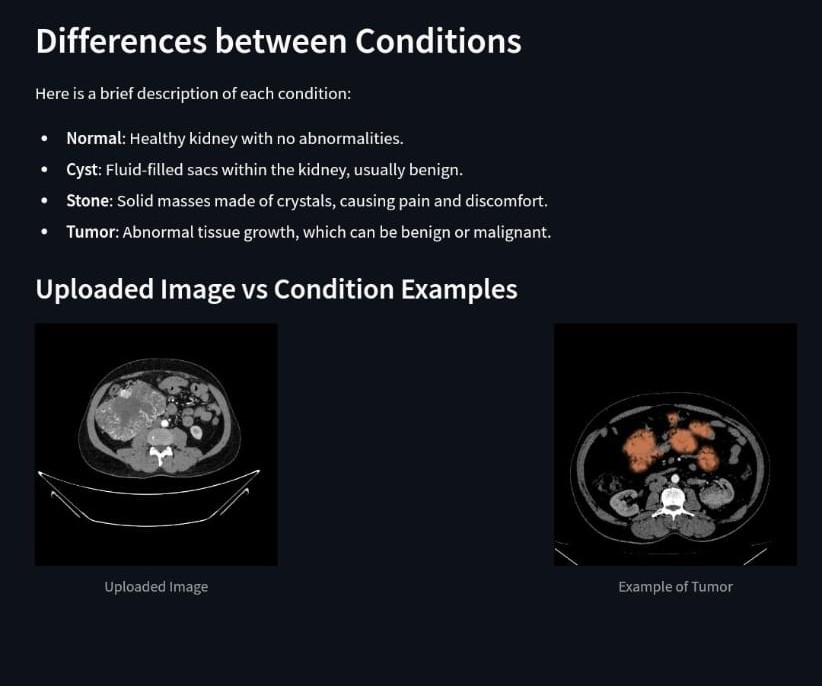 Differences between Conditions
Here is a brief description of each condition:
• Normal: Healthy kidney with no abnormalities.
• Cyst: Fluid-filled sacs within the kidney, usually benign.
• Stone: Solid masses made of crystals, causing pain and discomfort.
• Tumor: Abnormal tissue growth, which can be benign or malignant.
Uploaded Image vs Condition Examples
Uploaded Image
Example of Tumor